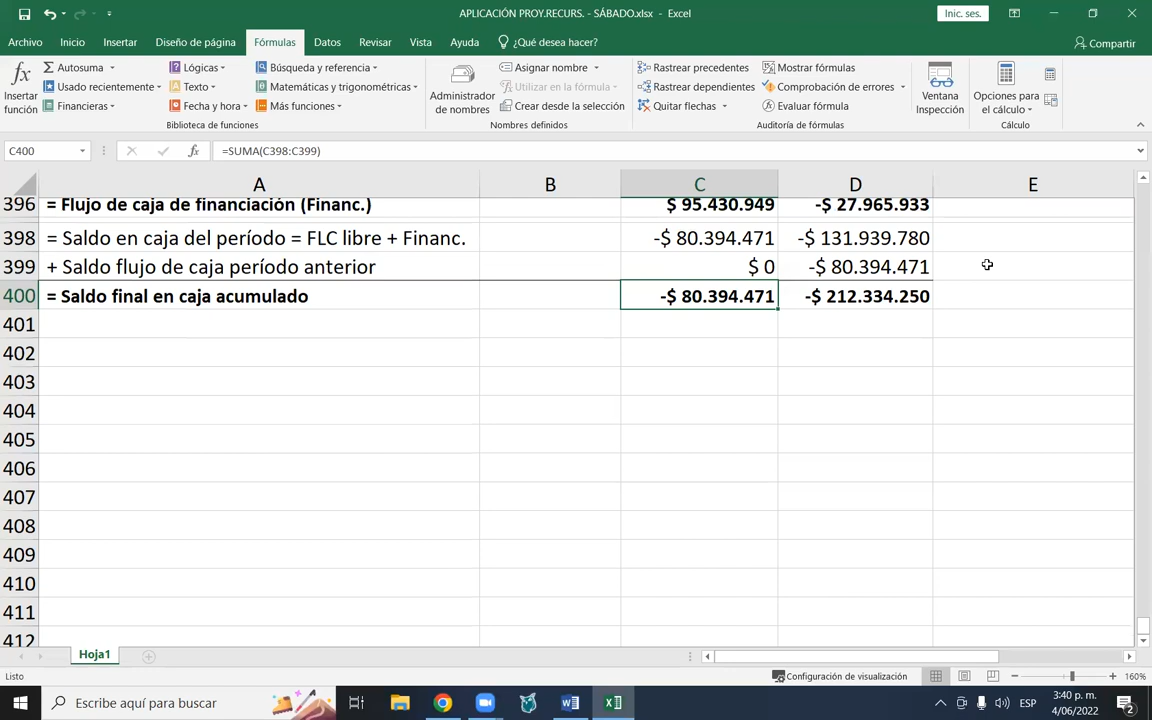 APLICACIÓN PROY.RECURS. - SÁBADO.xlsx - Excel
Inic. ses.
Archivo Inicio Insertar Diseño de página Fórmulas Datos Revisar Vista Ayuda ¿Qué desea hacer? Compartir
Insertar función
Autosuma
Usado recientemente
Financieras
Lógicas
Texto
Fecha y hora
Búsqueda y referencia
Matemáticas y trigonométricas
Más funciones
Biblioteca de funciones
Administrador de nombres
Asignar nombre
Utilizar en la fórmula
Crear desde la selección
Nombres definidos
Rastrear precedentes
Rastrear dependientes
Quitar flechas
Mostrar fórmulas
Comprobación de errores
Evaluar fórmula
Auditoría de fórmulas
Ventana Inspección
Opciones para el cálculo
Cálculo
C400 fx =SUMA(C398:C399)
A B C D E
396 = Flujo de caja de financiación (Financ.) $ 95.430.949 -$ 27.965.933
398 = Saldo en caja del período = FLC libre + Financ. -$ 80.394.471 -$ 131.939.780
399 + Saldo flujo de caja período anterior $ 0 -$ 80.394.471
400 = Saldo final en caja acumulado -$ 80.394.471 -$ 212.334.250
401
402
403
404
405
406
407
408
409
410
411
412
Hoja1
Listo Configuración de visualización 160%
Escribe aquí para buscar
ESP
3:40 p. m.
4/06/2022
2